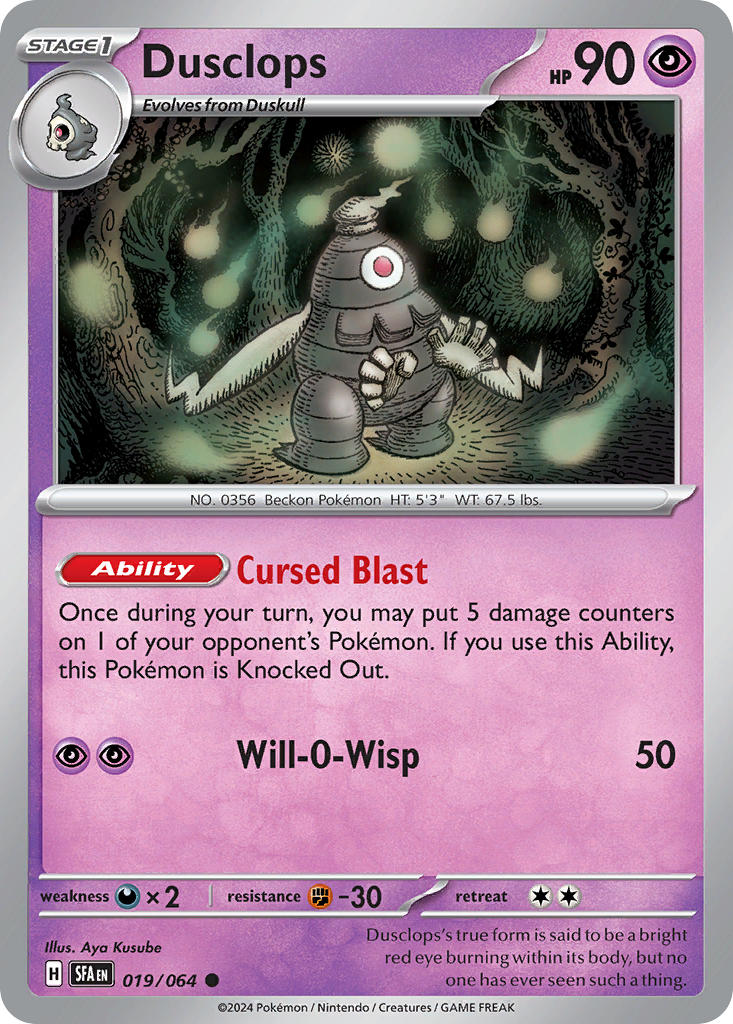 STAGE1
Dusclops
HP 90
Evolves from Duskull
NO. 0356 Beckon Pokémon HT: 5'3" WT: 67.5 lbs.
Ability Cursed Blast
Once during your turn, you may put 5 damage counters
on 1 of your opponent's Pokémon. If you use this Ability,
this Pokémon is Knocked Out.
Will-O-Wisp 50
weakness ×2 resistance -30 retreat
Illus. Aya Kusube
Dusclops's true form is said to be a bright
red eye burning within its body, but no
one has ever seen such a thing.
H SFA EN 019/064
©2024 Pokémon / Nintendo / Creatures / GAME FREAK